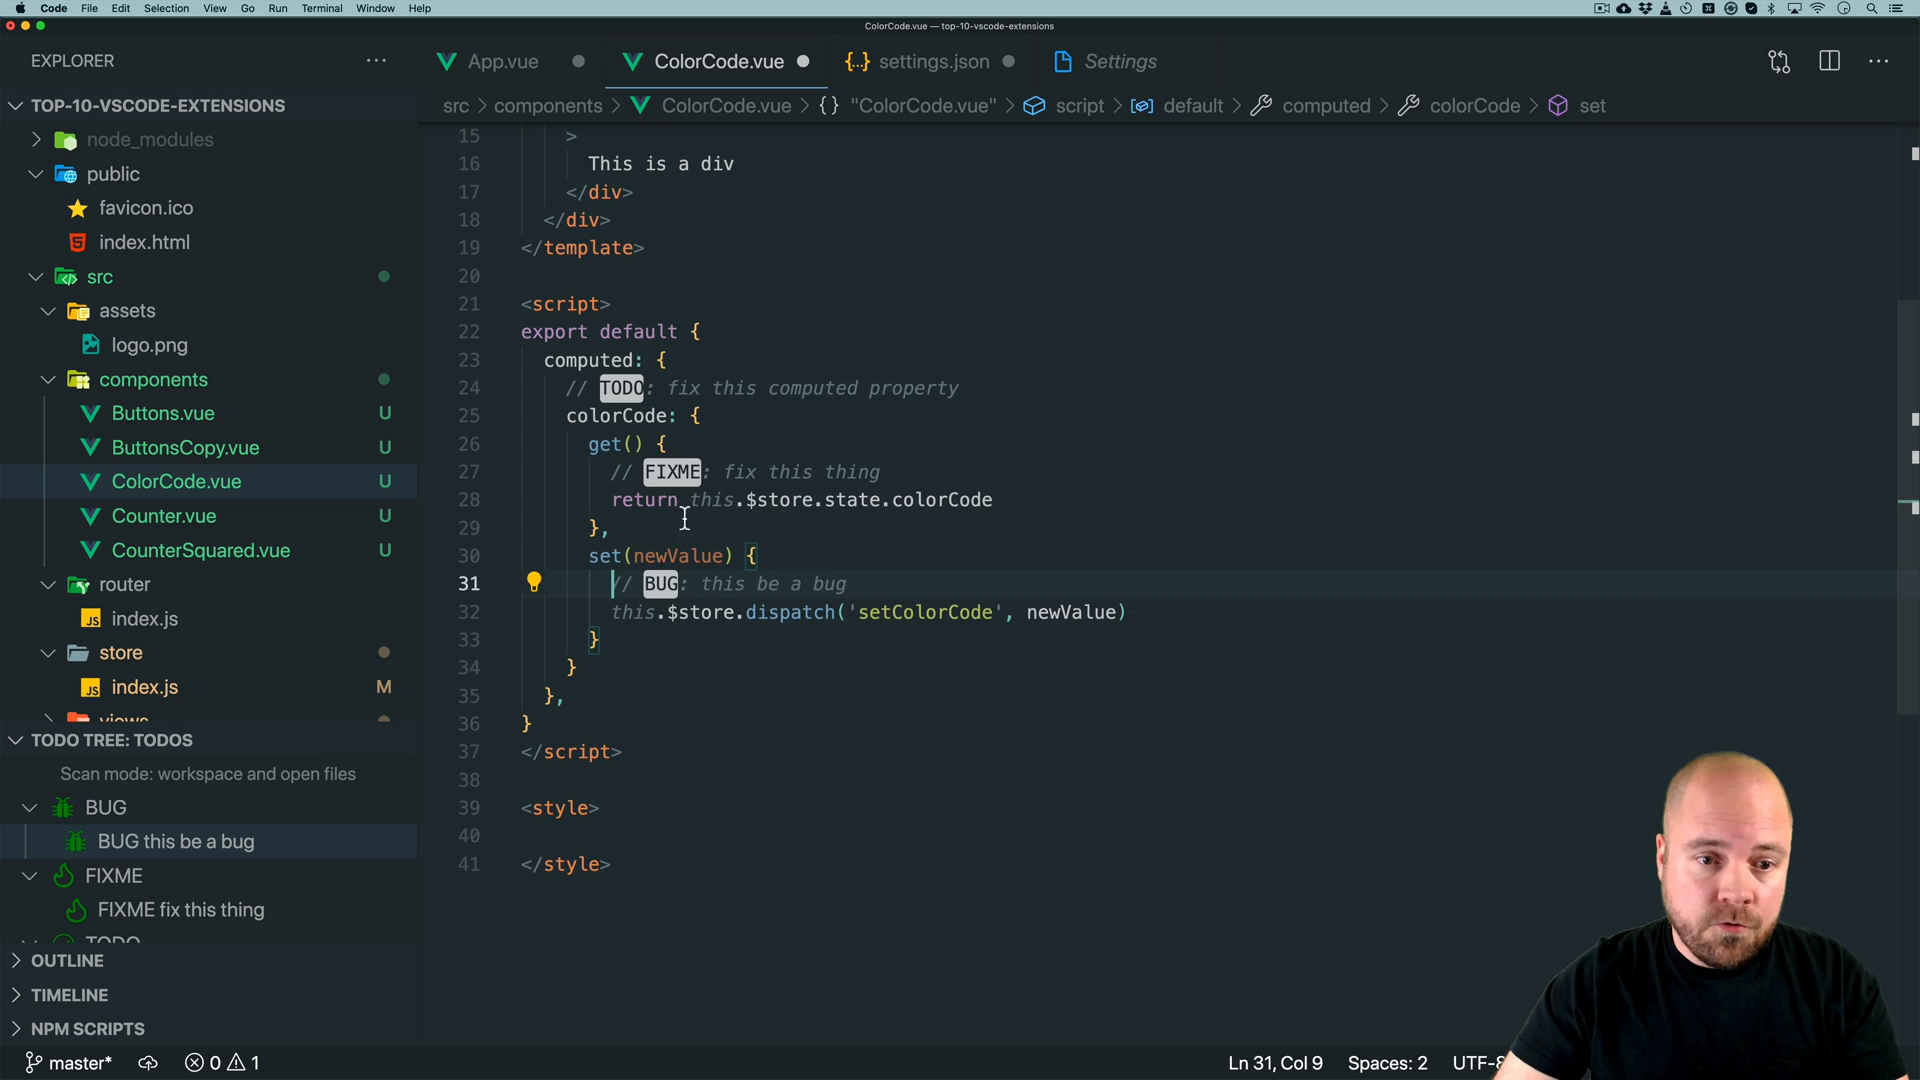 Code File Edit Selection View Go Run Terminal Window Help
ColorCode.vue — top-10-vscode-extensions
EXPLORER
App.vue
ColorCode.vue
settings.json
Settings
TOP-10-VSCODE-EXTENSIONS
src > components > ColorCode.vue > {} "ColorCode.vue" > script > default > computed > colorCode > set
node_modules
public
favicon.ico
index.html
src
assets
logo.png
components
Buttons.vue U
ButtonsCopy.vue U
ColorCode.vue U
Counter.vue U
CounterSquared.vue U
router
index.js
store
index.js M
views
TODO TREE: TODOS
Scan mode: workspace and open files
BUG
BUG this be a bug
FIXME
FIXME fix this thing
TODO
OUTLINE
TIMELINE
NPM SCRIPTS
15 >
16 This is a div
17 </div>
18 </div>
19 </template>
20
21 <script>
22 export default {
23 computed: {
24 // TODO: fix this computed property
25 colorCode: {
26 get() {
27 // FIXME: fix this thing
28 return this.$store.state.colorCode
29 },
30 set(newValue) {
31 // BUG: this be a bug
32 this.$store.dispatch('setColorCode', newValue)
33 }
34 }
35 },
36 }
37 </script>
38
39 <style>
40
41 </style>
master* 0 1 Ln 31, Col 9 Spaces: 2